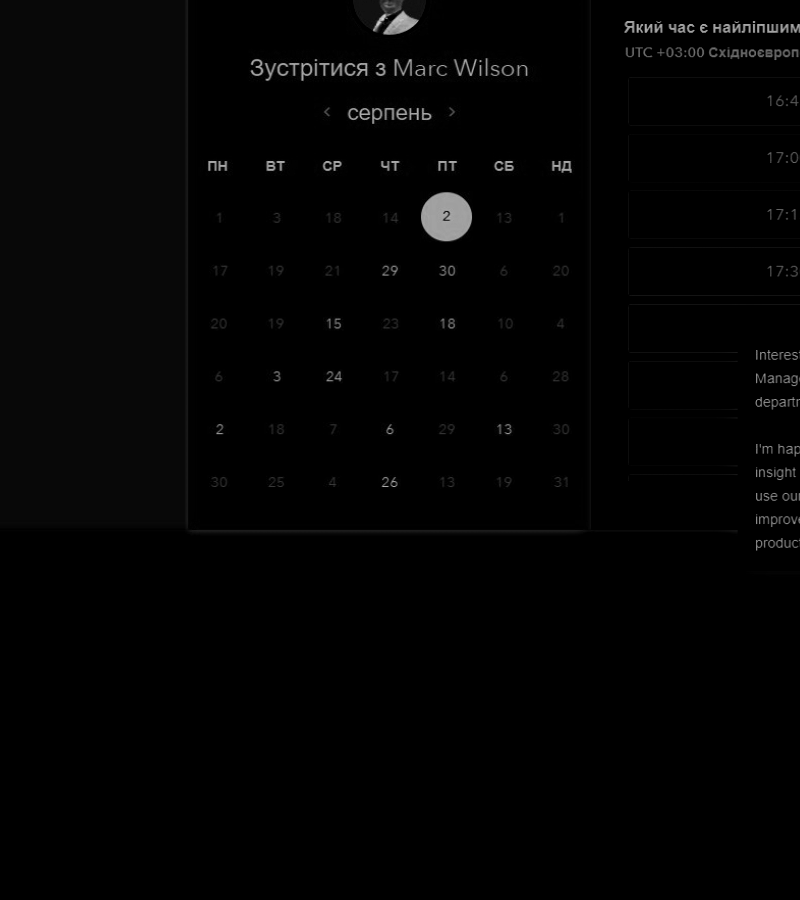 Зустрітися з Marc Wilson
серпень
ПН ВТ СР ЧТ ПТ СБ НД
1 3 18 14 2 13 1
17 19 21 29 30 6 20
20 19 15 23 18 10 4
6 3 24 17 14 6 28
2 18 7 6 29 13 30
30 25 4 26 13 19 31
Який час є найліпшим
UTC +03:00 Східноєвроп
16:4
17:0
17:1
17:3
Interes
Manag
departr
I'm hap
insight
use ou
improve
product